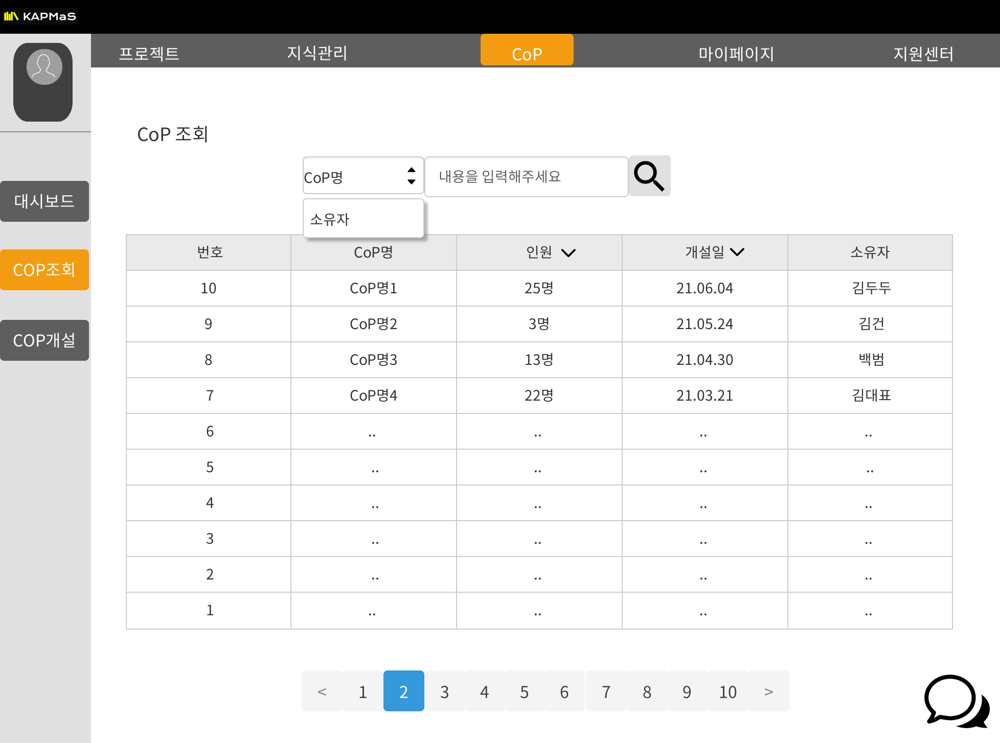 KAPMaS
프로젝트 지식관리 CoP 마이페이지 지원센터
CoP 조회
CoP명 내용을 입력해주세요
소유자
대시보드
COP조회
COP개설
번호 CoP명 인원 개설일 소유자
10 CoP명1 25명 21.06.04 김두두
9 CoP명2 3명 21.05.24 김건
8 CoP명3 13명 21.04.30 백범
7 CoP명4 22명 21.03.21 김대표
6 .. .. .. ..
5 .. .. .. ..
4 .. .. .. ..
3 .. .. .. ..
2 .. .. .. ..
1 .. .. .. ..
< 1 2 3 4 5 6 7 8 9 10 >